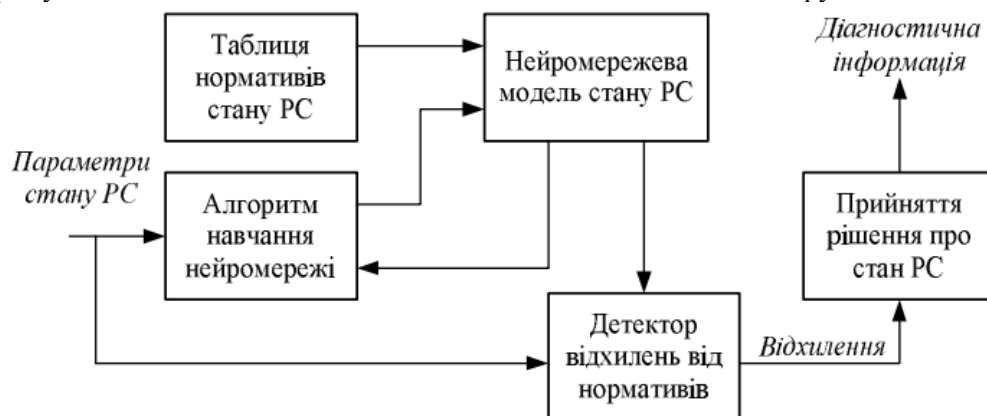 Таблиця
нормативів
стану РС
Нейромережева
модель стану РС
Діагностична
інформація
Параметри
стану РС
Алгоритм
навчання
нейромережі
Прийняття
рішення про
стан РС
Детектор
відхилень від
нормативів
Відхилення